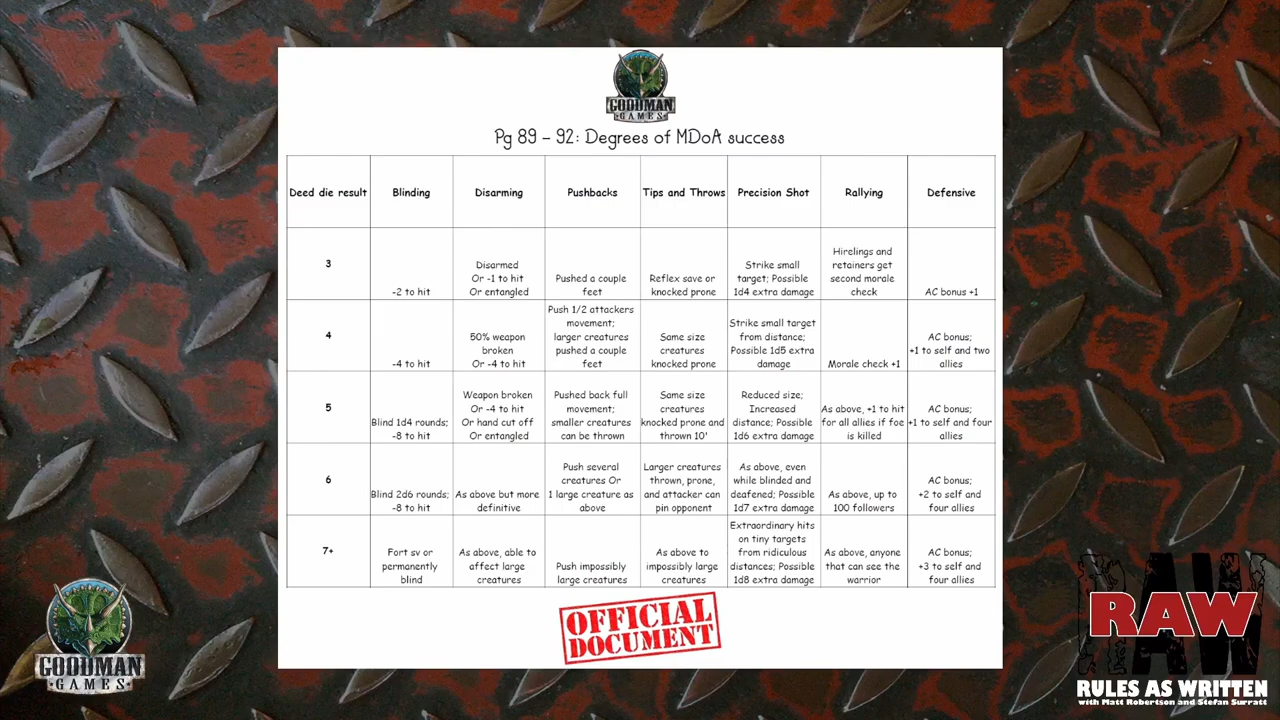 GOODMAN
GAMES
Pg 89 – 92: Degrees of MDoA success
Deed die result Blinding Disarming Pushbacks Tips and Throws Precision Shot Rallying Defensive
3
-2 to hit
Disarmed
Or -1 to hit
Or entangled
Pushed a couple
feet
Reflex save or
knocked prone
Strike small
target; Possible
1d4 extra damage
Hirelings and
retainers get
second morale
check
AC bonus +1
4
-4 to hit
50% weapon
broken
Or -4 to hit
Push 1/2 attackers
movement;
larger creatures
pushed a couple
feet
Same size
creatures
knocked prone
Strike small target
from distance;
Possible 1d5 extra
damage
Morale check +1
AC bonus;
+1 to self and two
allies
5
Blind 1d4 rounds;
-8 to hit
Weapon broken
Or -4 to hit
Or hand cut off
Or entangled
Pushed back full
movement;
smaller creatures
can be thrown
Same size
creatures
knocked prone and
thrown 10'
Reduced size;
Increased
distance; Possible
1d6 extra damage
As above, +1 to hit
for all allies if foe
is killed
AC bonus;
+1 to self and four
allies
6
Blind 2d6 rounds;
-8 to hit
As above but more
definitive
Push several
creatures Or
1 large creature as
above
Larger creatures
thrown, prone,
and attacker can
pin opponent
As above, even
while blinded and
deafened; Possible
1d7 extra damage
As above, up to
100 followers
AC bonus;
+2 to self and
four allies
7+
Fort sv or
permanently
blind
As above, able to
affect large
creatures
Push impossibly
large creatures
As above to
impossibly large
creatures
Extraordinary hits
on tiny targets
from ridiculous
distances; Possible
1d8 extra damage
As above, anyone
that can see the
warrior
AC bonus;
+3 to self and
four allies
OFFICIAL
DOCUMENT
GOODMAN
GAMES
RAW
RAW
RULES AS WRITTEN
with Matt Robertson and Stefan Surratt